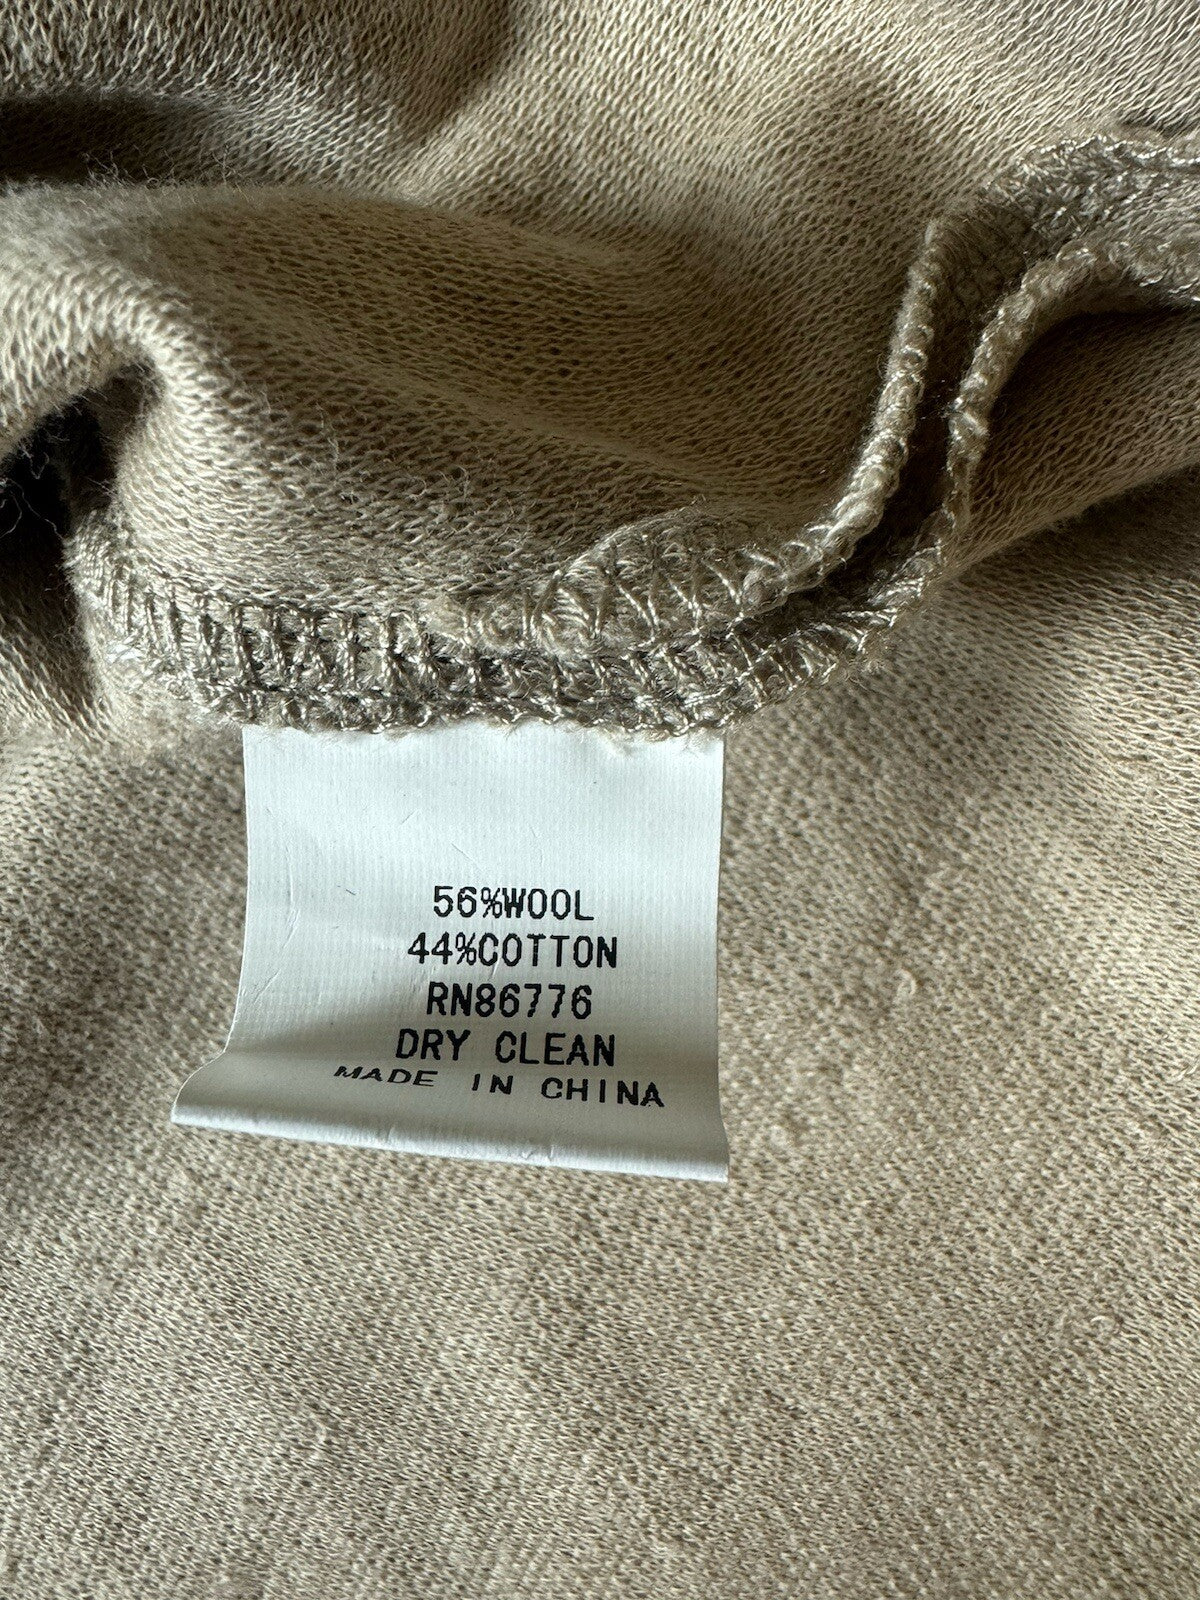 56%WOOL
44%COTTON
RN86776
DRY CLEAN
MADE IN CHINA